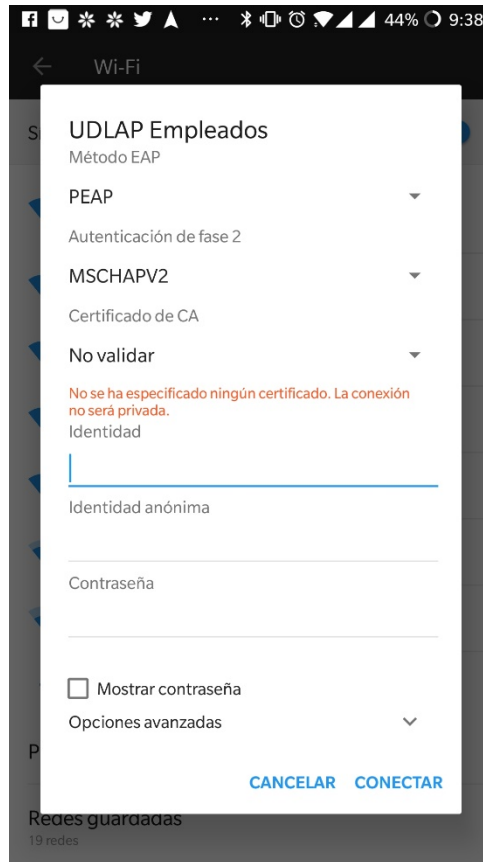 44% 9:38
Wi-Fi
S
UDLAP Empleados
Método EAP
PEAP
Autenticación de fase 2
MSCHAPV2
Certificado de CA
No validar
No se ha especificado ningún certificado. La conexión
no será privada.
Identidad
Identidad anónima
Contraseña
Mostrar contraseña
Opciones avanzadas
P
CANCELAR CONECTAR
Redes guardadas
19 redes